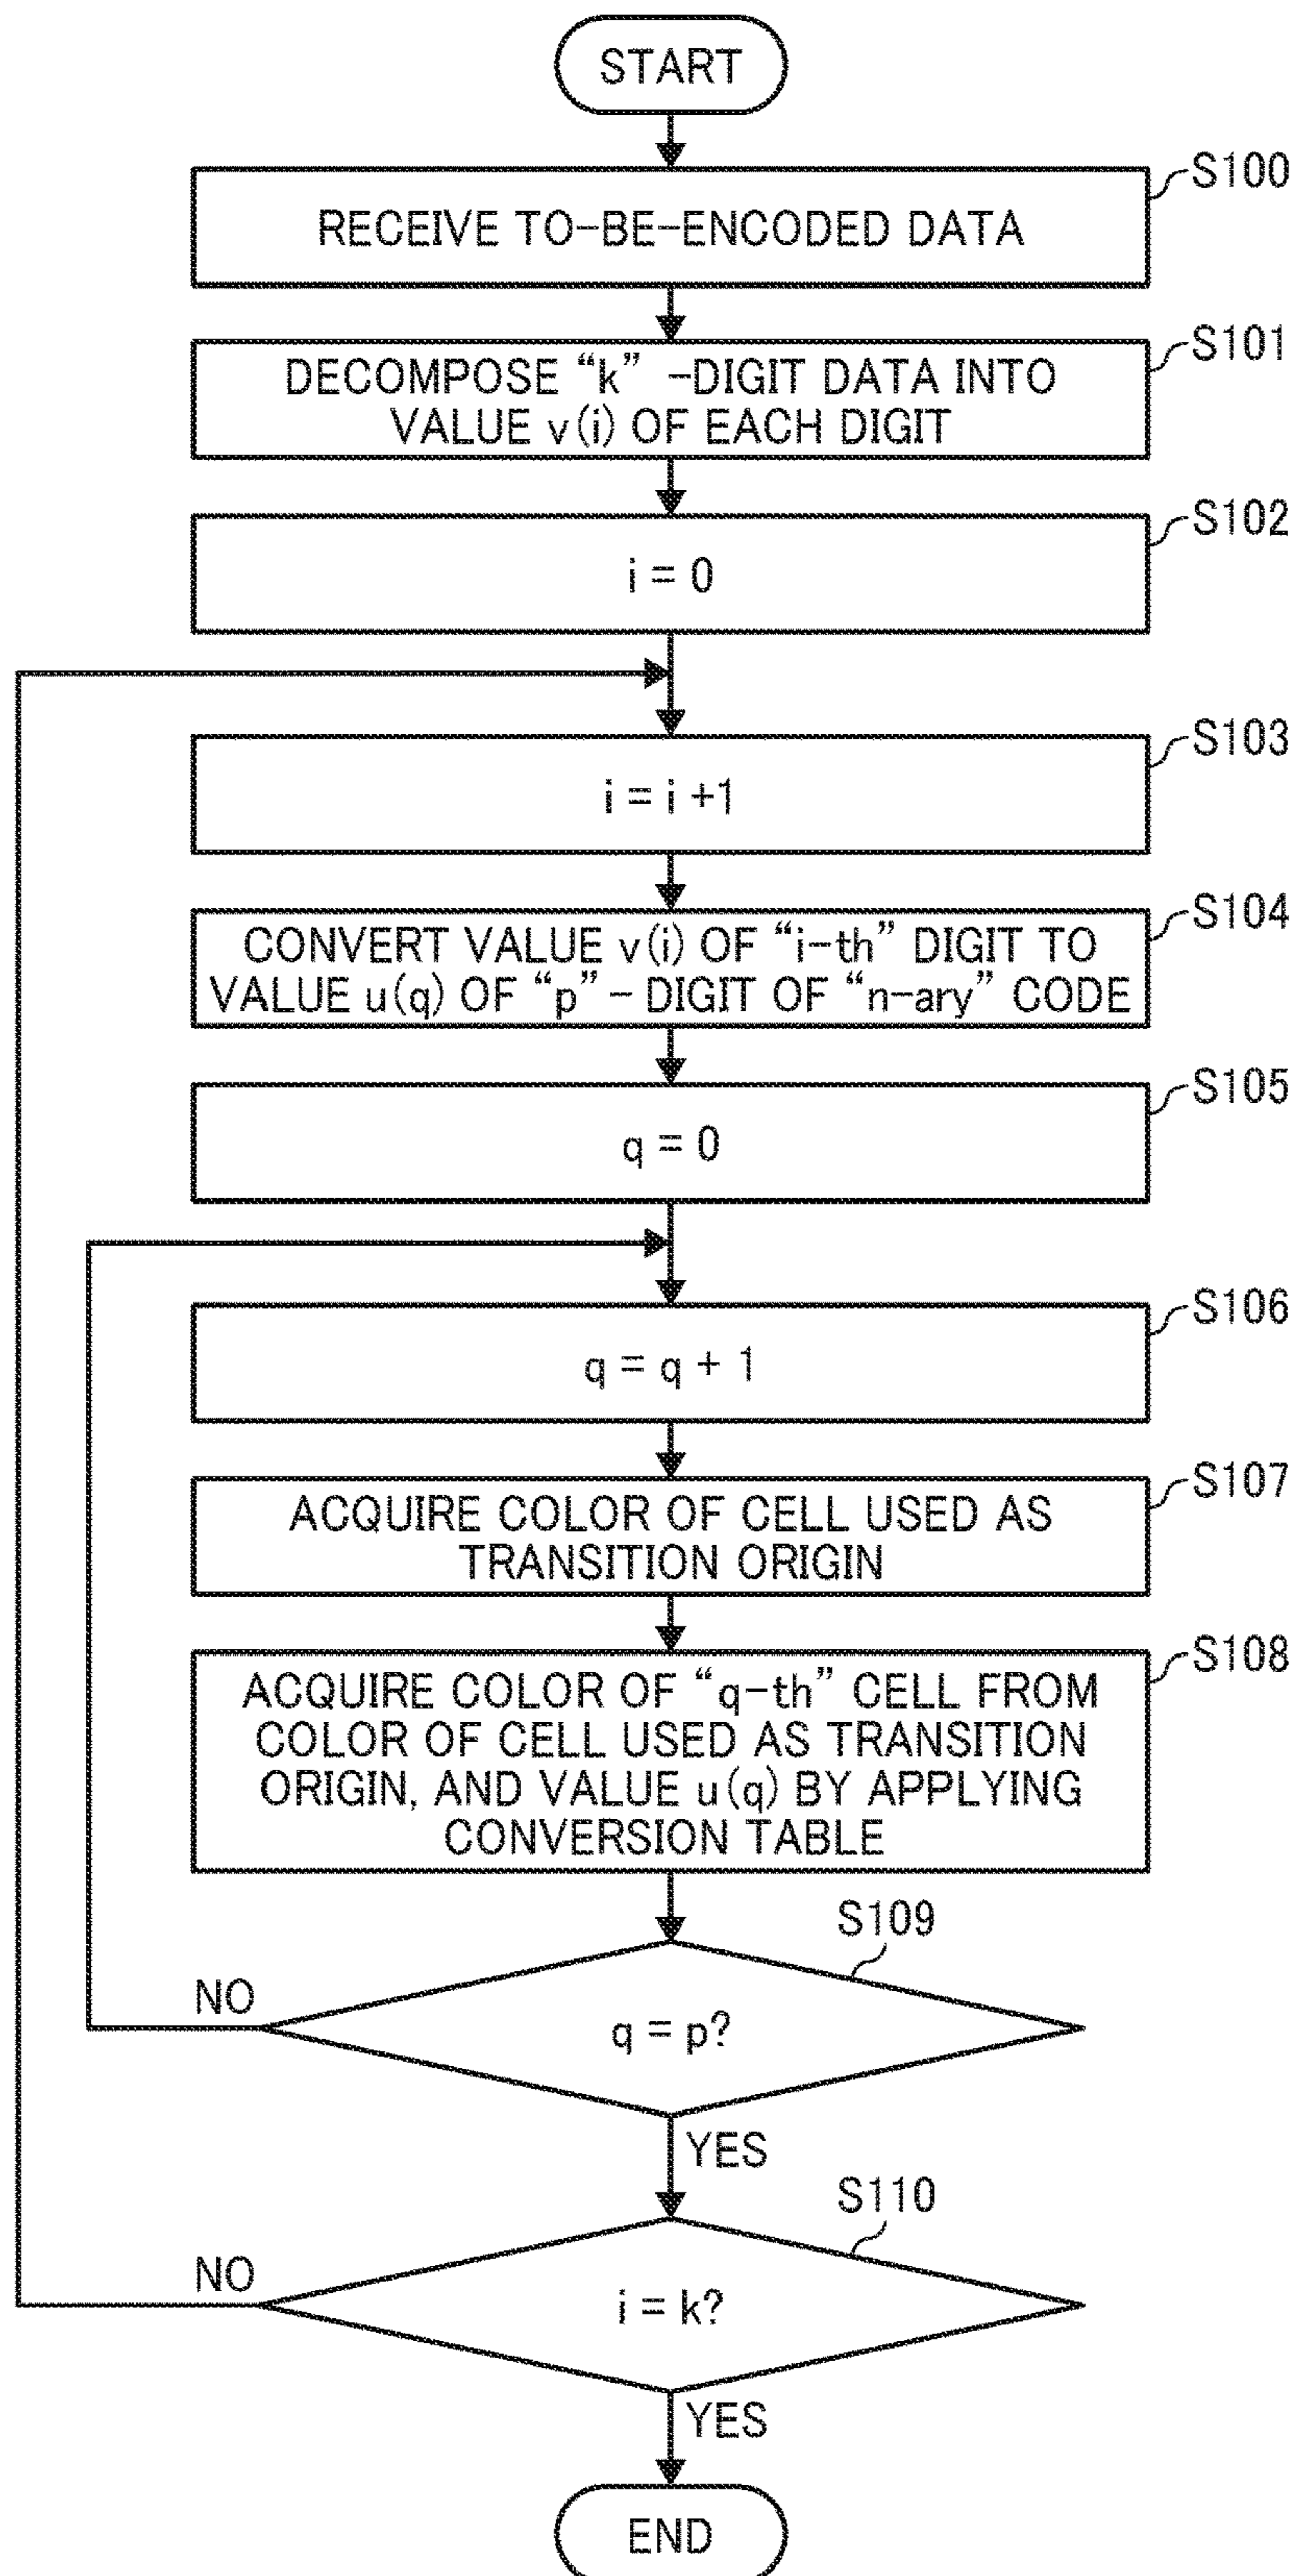 START
S100
RECEIVE TO-BE-ENCODED DATA
S101
DECOMPOSE “k” -DIGIT DATA INTO
VALUE v(i) OF EACH DIGIT
S102
i = 0
S103
i = i +1
S104
CONVERT VALUE v(i) OF “i-th” DIGIT TO
VALUE u(q) OF “p” - DIGIT OF “n-ary” CODE
S105
q = 0
S106
q = q + 1
S107
ACQUIRE COLOR OF CELL USED AS
TRANSITION ORIGIN
S108
ACQUIRE COLOR OF “q-th” CELL FROM
COLOR OF CELL USED AS TRANSITION
ORIGIN, AND VALUE u(q) BY APPLYING
CONVERSION TABLE
S109
NO
q = p?
YES
S110
NO
i = k?
YES
END